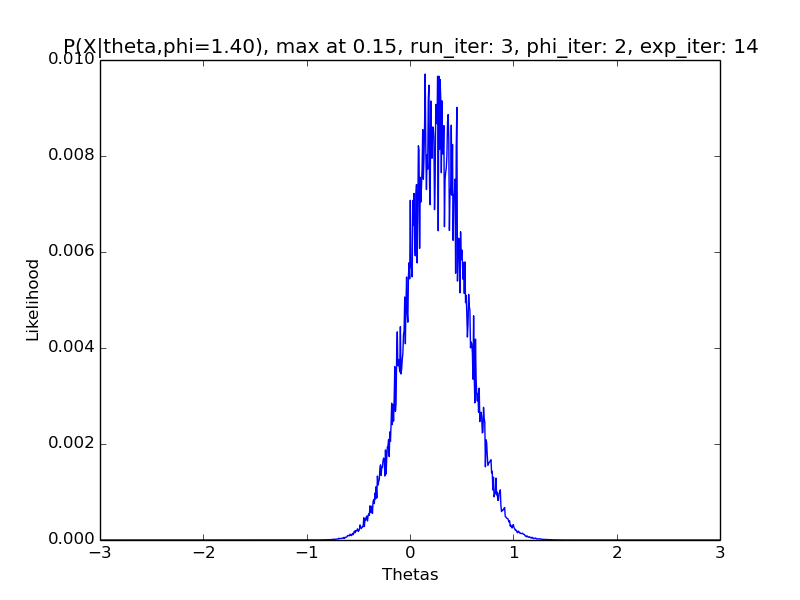 P(X|theta,phi=1.40), max at 0.15, run_iter: 3, phi_iter: 2, exp_iter: 14
0.010
0.008
0.006
0.004
0.002
0.000
Likelihood
−3 −2 −1 0 1 2 3
Thetas